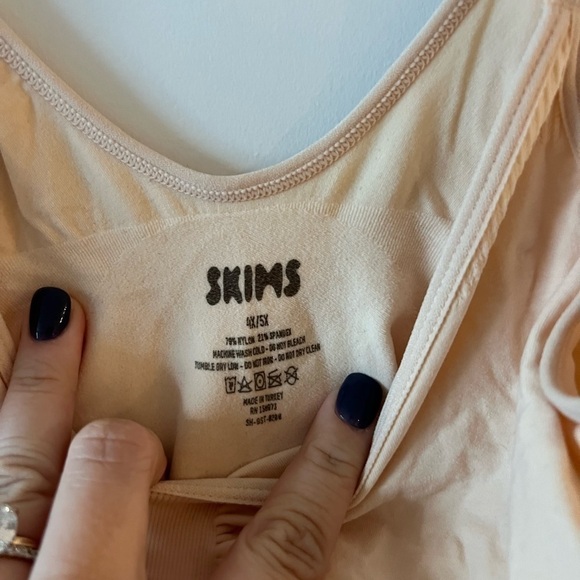 SKIMS
4X/5X
79% NYLON 21% SPANDEX
MACHINE WASH COLD - DO NOT BLEACH
TUMBLE DRY LOW - DO NOT IRON - DO NOT DRY CLEAN
MADE IN TURKEY